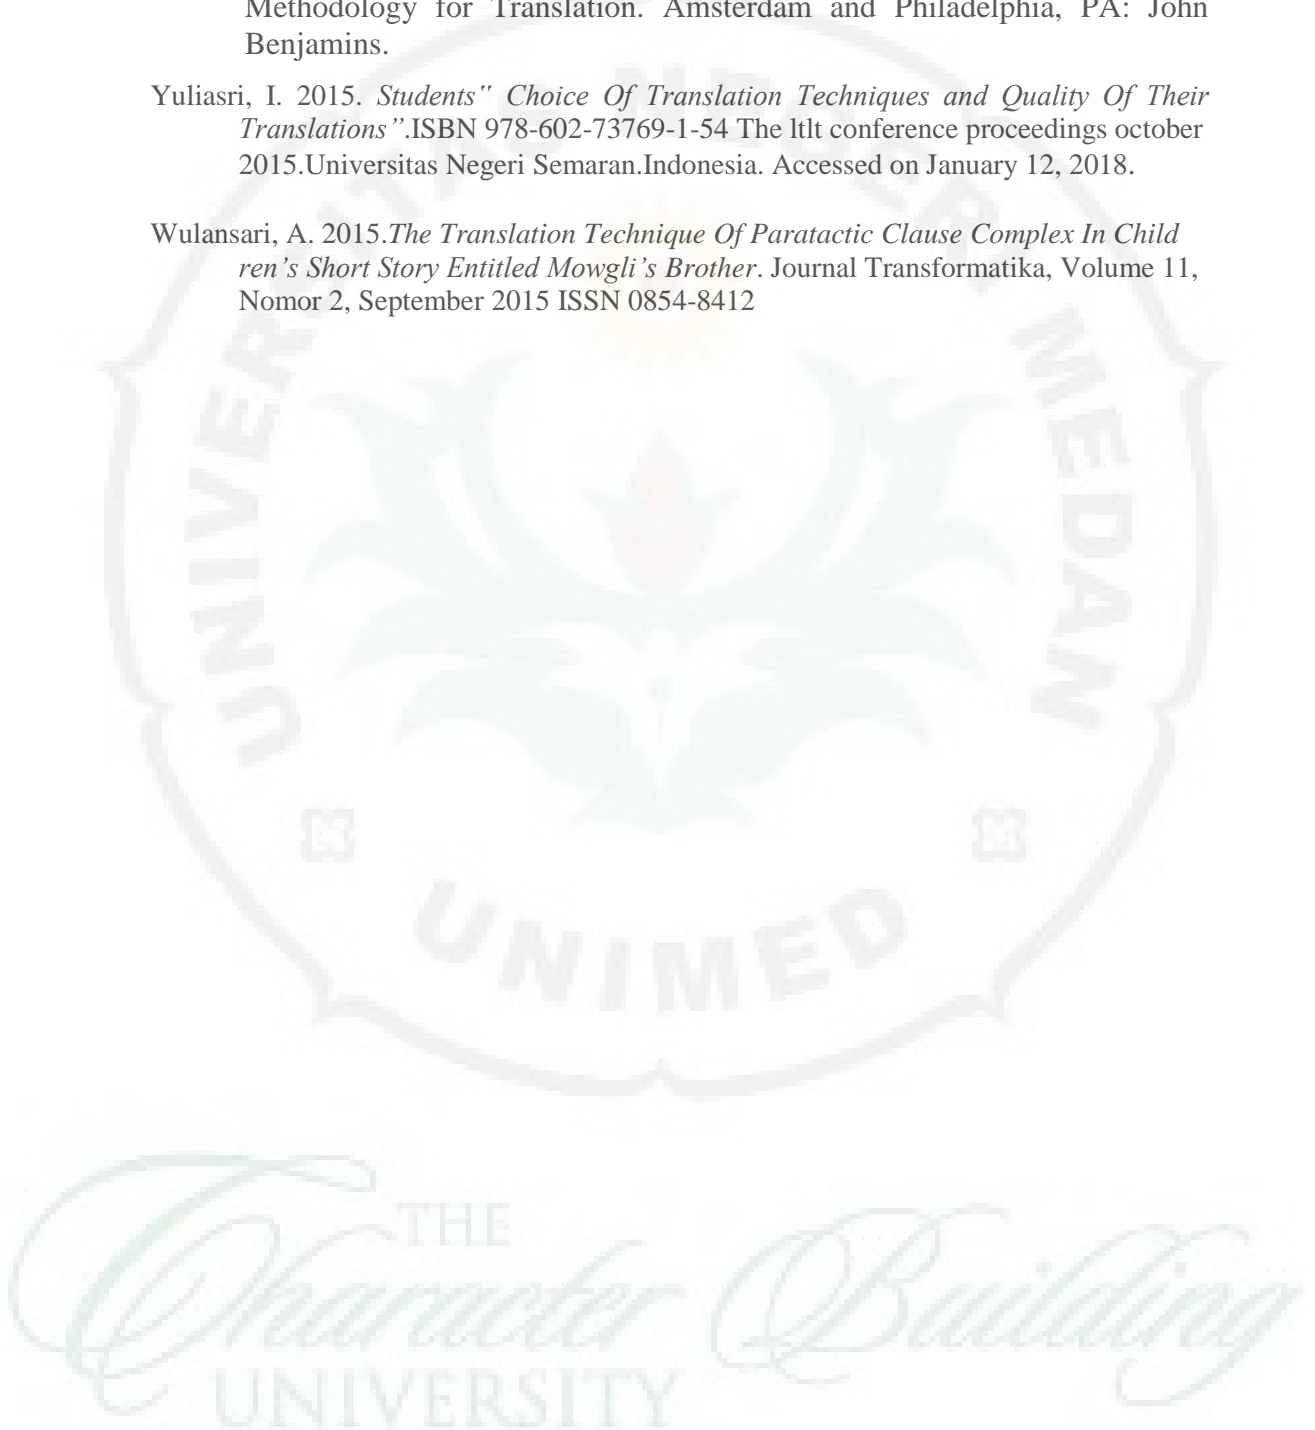 Methodology for Translation. Amsterdam and Philadelphia, PA: John
Benjamins.
Yuliasri, I. 2015. Students‟ Choice Of Translation Techniques and Quality Of Their
Translations”.ISBN 978-602-73769-1-54 The ltlt conference proceedings october
2015.Universitas Negeri Semaran.Indonesia. Accessed on January 12, 2018.
Wulansari, A. 2015.The Translation Technique Of Paratactic Clause Complex In Child
ren’s Short Story Entitled Mowgli’s Brother. Journal Transformatika, Volume 11,
Nomor 2, September 2015 ISSN 0854-8412
UNIVERSITAS NEGERI MEDAN
UNIMED
THE
Character Building
UNIVERSITY